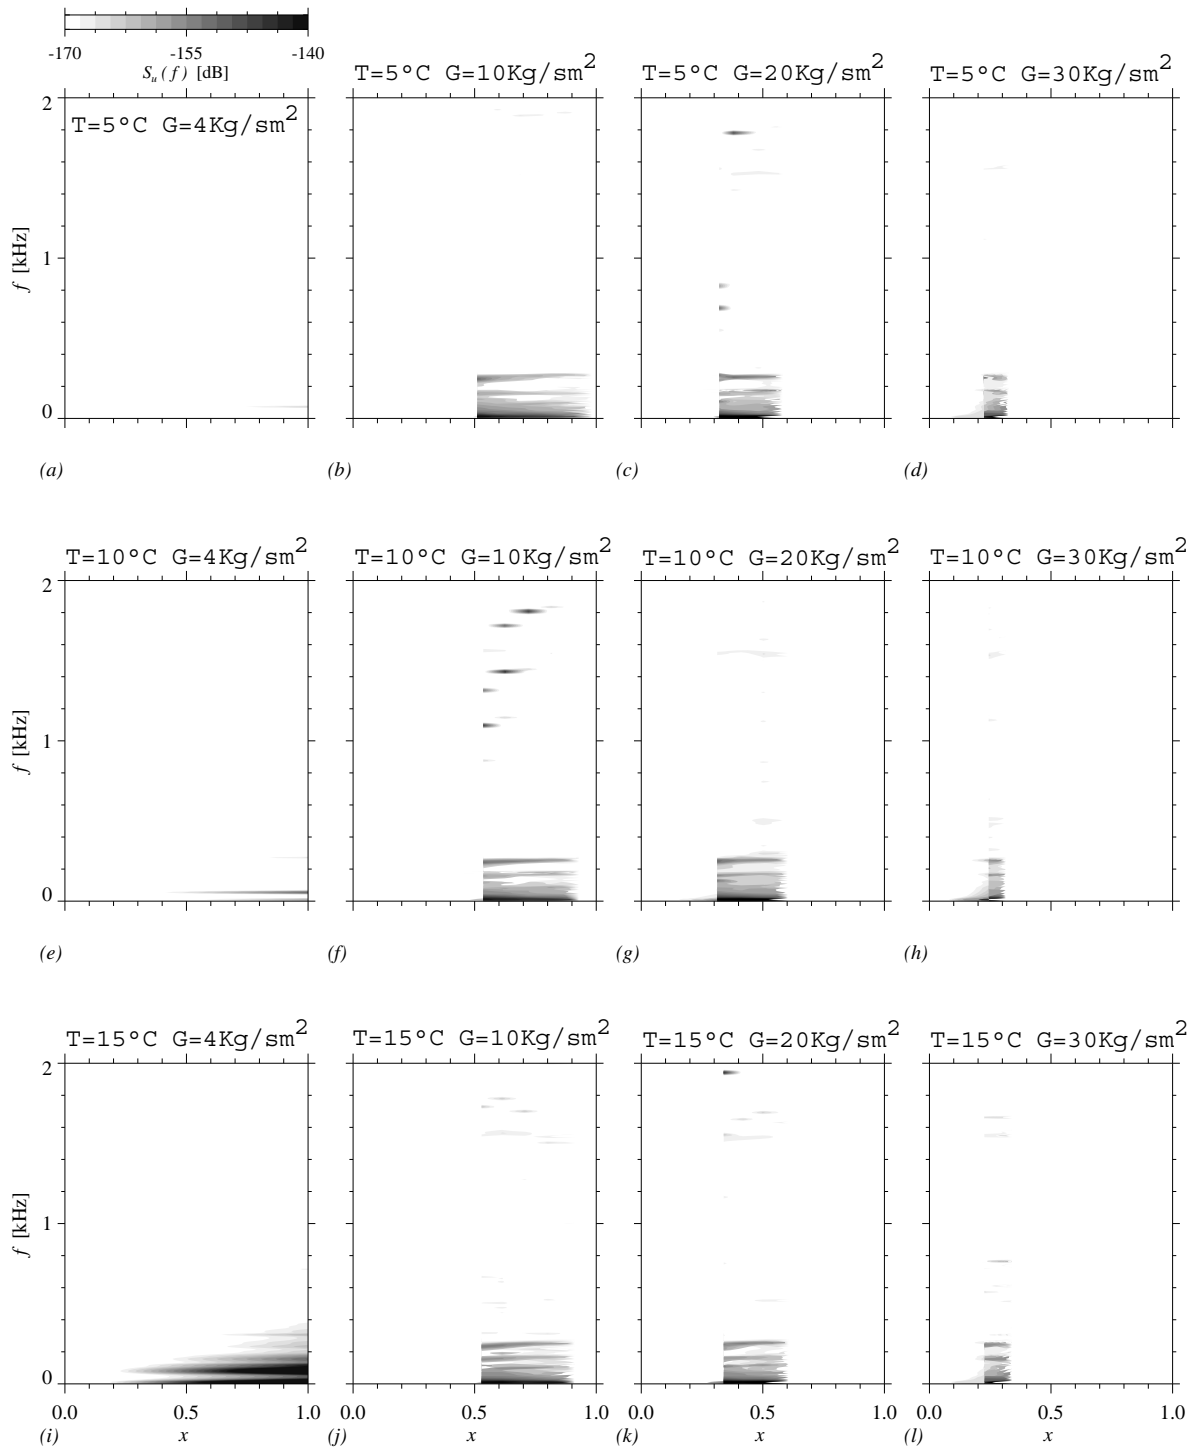 -170 -155 -140
Su(f) [dB]
T=5°C G=4Kg/sm2
T=5°C G=10Kg/sm2
T=5°C G=20Kg/sm2
T=5°C G=30Kg/sm2
2
1
0
f [kHz]
(a) (b) (c) (d)
T=10°C G=4Kg/sm2
T=10°C G=10Kg/sm2
T=10°C G=20Kg/sm2
T=10°C G=30Kg/sm2
2
1
0
f [kHz]
(e) (f) (g) (h)
T=15°C G=4Kg/sm2
T=15°C G=10Kg/sm2
T=15°C G=20Kg/sm2
T=15°C G=30Kg/sm2
2
1
0
f [kHz]
0.0 0.5 1.0 0.0 0.5 1.0 0.0 0.5 1.0 0.0 0.5 1.0
(i) x (j) x (k) x (l) x